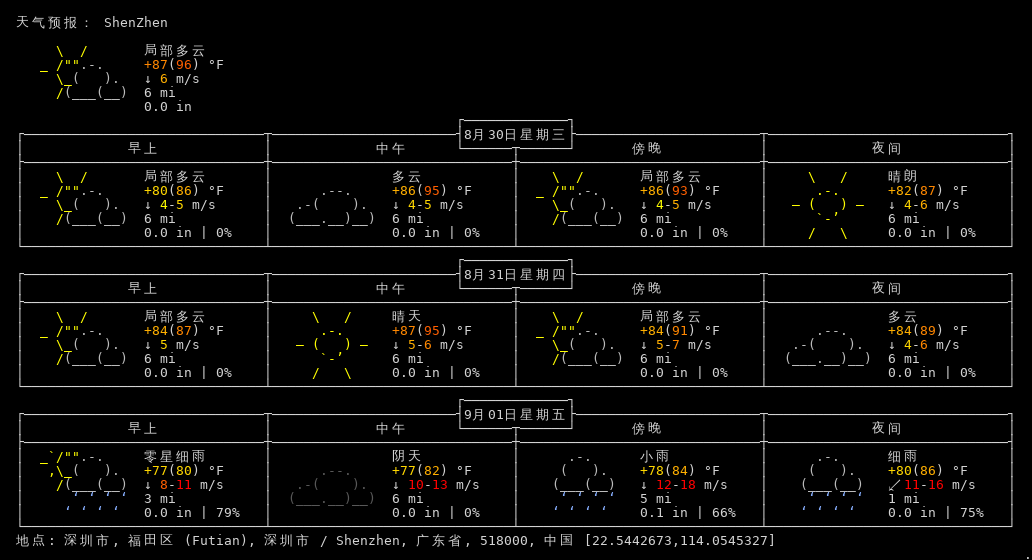 天气预报： ShenZhen
局部多云
+87(96) °F
↓ 6 m/s
6 mi
0.0 in
8月30日星期三
早上 中午 傍晚 夜间
局部多云 多云 局部多云 晴朗
+80(86) °F +86(95) °F +86(93) °F +82(87) °F
↓ 4-5 m/s ↓ 4-5 m/s ↓ 4-5 m/s ↓ 4-6 m/s
6 mi 6 mi 6 mi 6 mi
0.0 in | 0% 0.0 in | 0% 0.0 in | 0% 0.0 in | 0%
8月31日星期四
早上 中午 傍晚 夜间
局部多云 晴天 局部多云 多云
+84(87) °F +87(95) °F +84(91) °F +84(89) °F
↓ 5 m/s ↓ 5-6 m/s ↓ 5-7 m/s ↓ 4-6 m/s
6 mi 6 mi 6 mi 6 mi
0.0 in | 0% 0.0 in | 0% 0.0 in | 0% 0.0 in | 0%
9月01日星期五
早上 中午 傍晚 夜间
零星细雨 阴天 小雨 细雨
+77(80) °F +77(82) °F +78(84) °F +80(86) °F
↓ 8-11 m/s ↓ 10-13 m/s ↓ 12-18 m/s ↙ 11-16 m/s
3 mi 6 mi 5 mi 1 mi
0.0 in | 79% 0.0 in | 0% 0.1 in | 66% 0.0 in | 75%
地点: 深圳市, 福田区 (Futian), 深圳市 / Shenzhen, 广东省, 518000, 中国 [22.5442673,114.0545327]